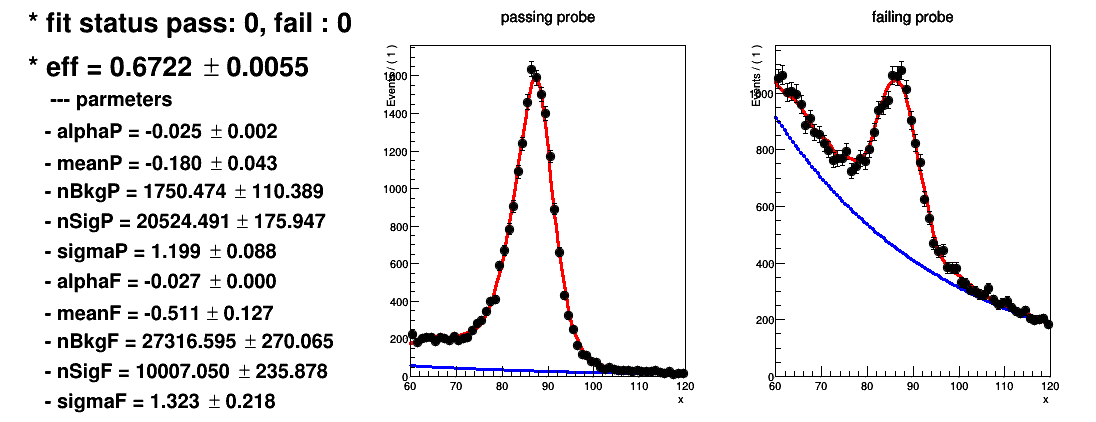 * fit status pass: 0, fail : 0
* eff = 0.6722 ± 0.0055
--- parmeters
- alphaP = -0.025 ± 0.002
- meanP = -0.180 ± 0.043
- nBkgP = 1750.474 ± 110.389
- nSigP = 20524.491 ± 175.947
- sigmaP = 1.199 ± 0.088
- alphaF = -0.027 ± 0.000
- meanF = -0.511 ± 0.127
- nBkgF = 27316.595 ± 270.065
- nSigF = 10007.050 ± 235.878
- sigmaF = 1.323 ± 0.218
passing probe
Events / ( 1 )
1600
1400
1200
1000
800
600
400
200
0
60 70 80 90 100 110 120
x
failing probe
Events / ( 1 )
1000
800
600
400
200
0
60 70 80 90 100 110 120
x